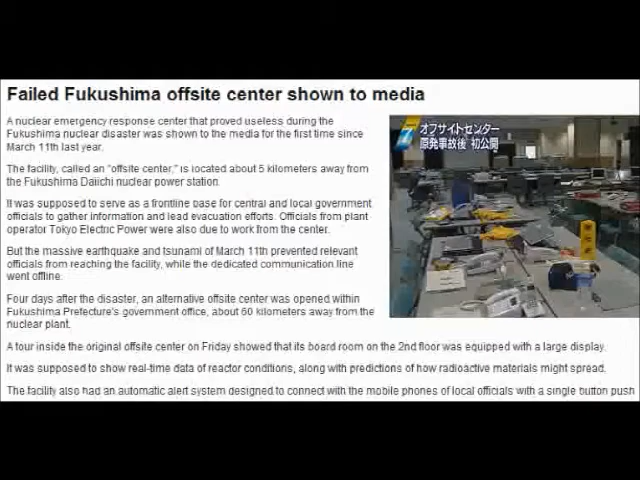 Failed Fukushima offsite center shown to media
A nuclear emergency response center that proved useless during the
Fukushima nuclear disaster was shown to the media for the first time since
March 11th last year.
The facility, called an "offsite center," is located about 5 kilometers away from
the Fukushima Daiichi nuclear power station.
It was supposed to serve as a frontline base for central and local government
officials to gather information and lead evacuation efforts. Officials from plant
operator Tokyo Electric Power were also due to work from the center.
But the massive earthquake and tsunami of March 11th prevented relevant
officials from reaching the facility, while the dedicated communication line
went offline.
Four days after the disaster, an alternative offsite center was opened within
Fukushima Prefecture's government office, about 60 kilometers away from the
nuclear plant.
A tour inside the original offsite center on Friday showed that its board room on the 2nd floor was equipped with a large display.
It was supposed to show real-time data of reactor conditions, along with predictions of how radioactive materials might spread.
The facility also had an automatic alert system designed to connect with the mobile phones of local officials with a single button push
7
オフサイトセンター
原発事故後 初公開